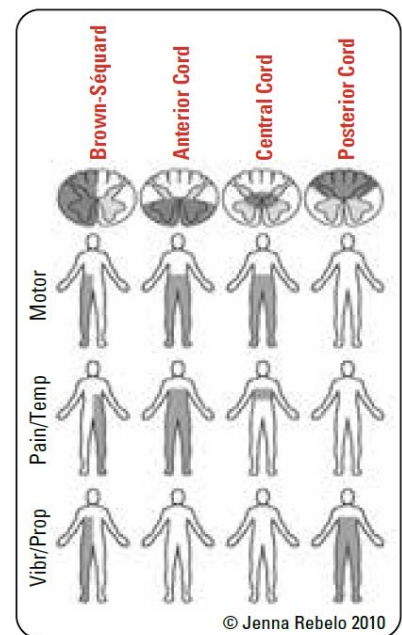 Brown-Séquard
Anterior Cord
Central Cord
Posterior Cord
Motor
Pain/Temp
Vibr/Prop
© Jenna Rebelo 2010